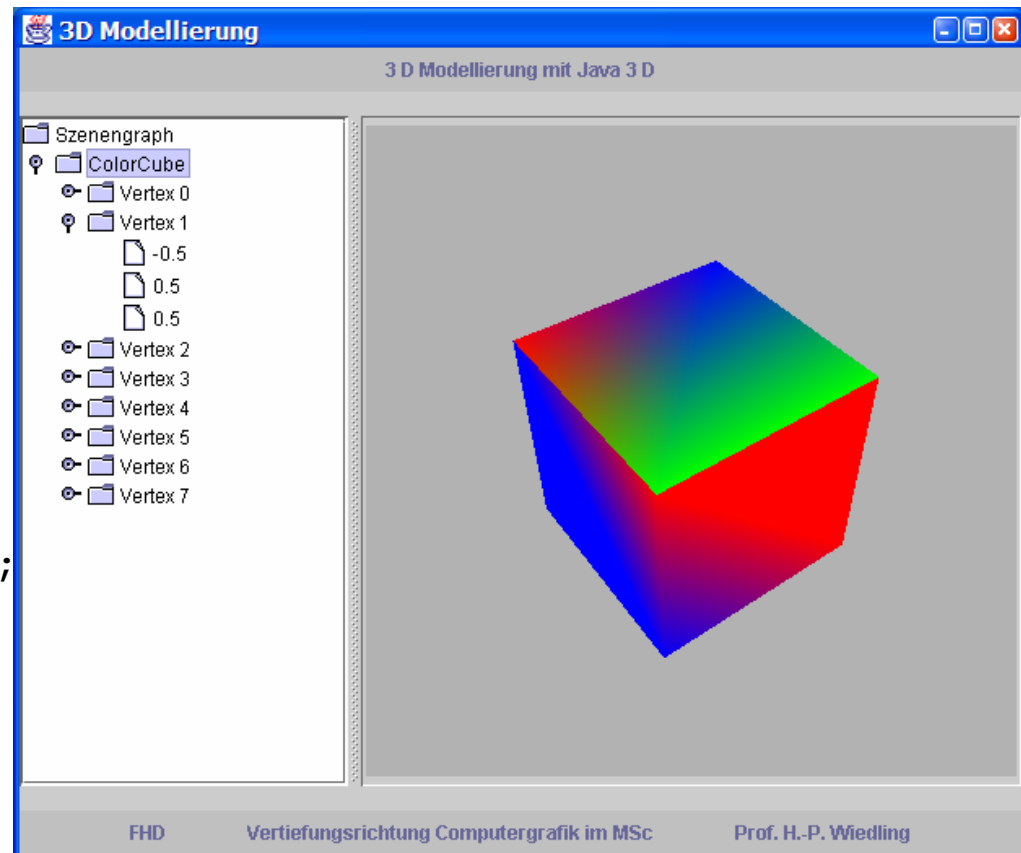 3D Modellierung
3 D Modellierung mit Java 3 D
Szenengraph
ColorCube
Vertex 0
Vertex 1
-0.5
0.5
0.5
Vertex 2
Vertex 3
Vertex 4
Vertex 5
Vertex 6
Vertex 7
;
FHD Vertiefungsrichtung Computergrafik im MSc Prof. H.-P. Wiedling